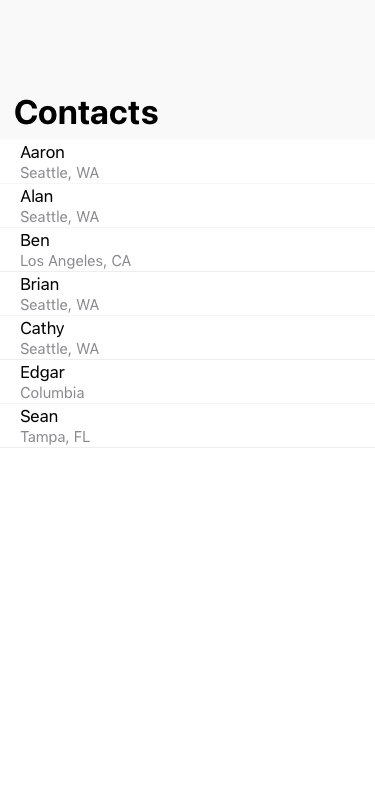 Contacts
Aaron
Seattle, WA
Alan
Seattle, WA
Ben
Los Angeles, CA
Brian
Seattle, WA
Cathy
Seattle, WA
Edgar
Columbia
Sean
Tampa, FL